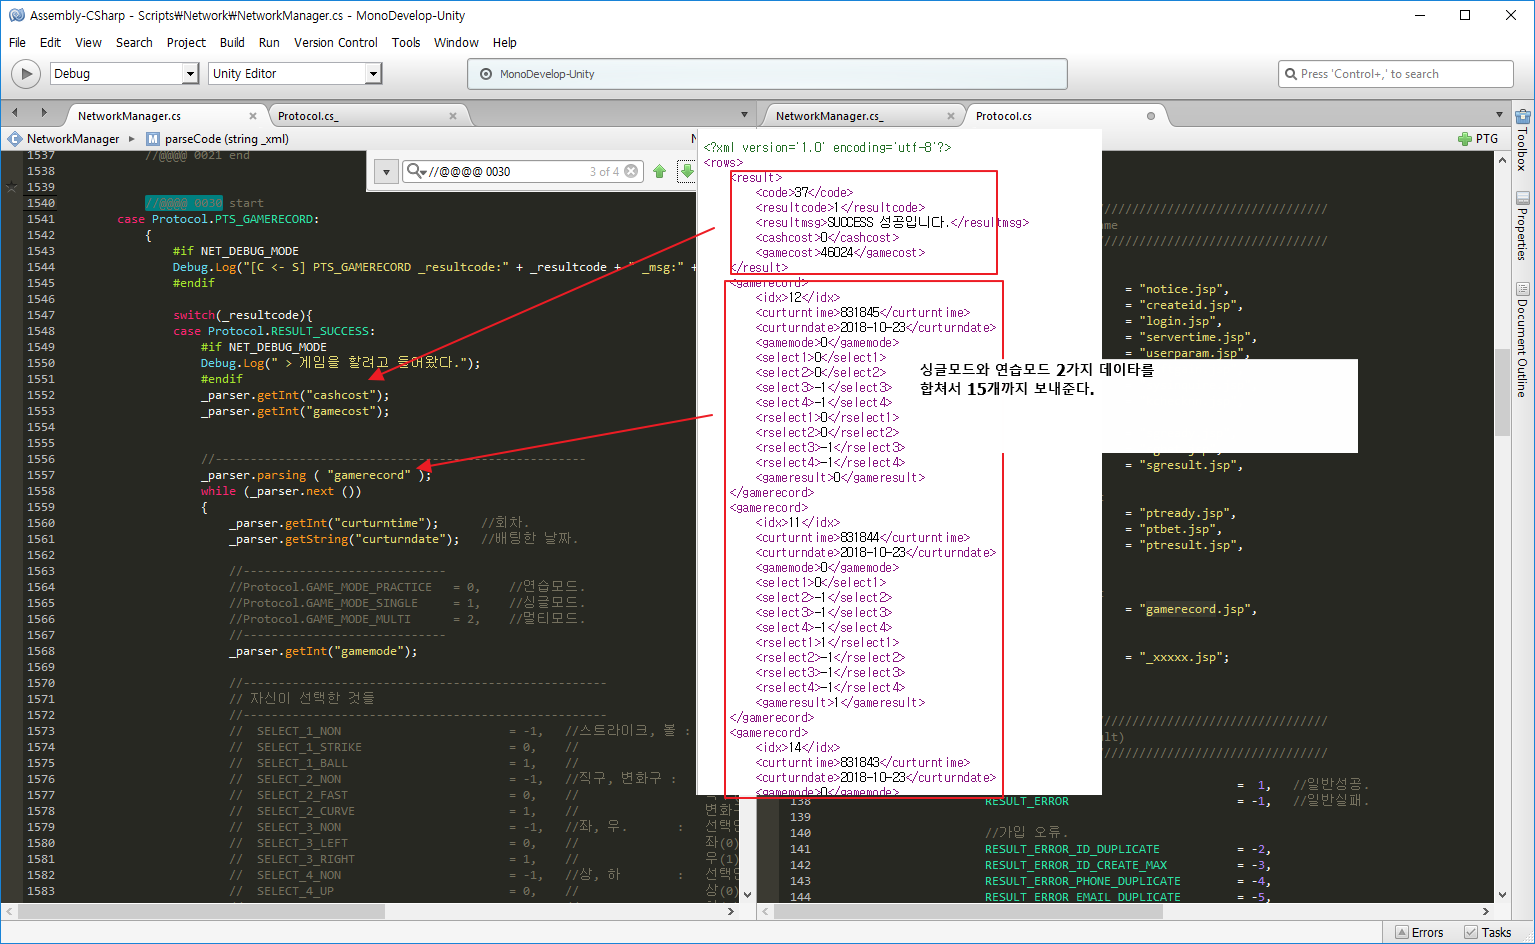 Assembly-CSharp - Scripts₩Network₩NetworkManager.cs - MonoDevelop-Unity
File Edit View Search Project Build Run Version Control Tools Window Help
Debug
Unity Editor
MonoDevelop-Unity
Press 'Control+,' to search
NetworkManager.cs
Protocol.cs_
NetworkManager.cs_
Protocol.cs
NetworkManager
parseCode (string _xml)
PTG
//@@@@ 0030
3 of 4
1537 //@@@@ 0021 end
1538
1539
1540 //@@@@ 0030 start
1541 case Protocol.PTS_GAMERECORD:
1542 {
1543 #if NET_DEBUG_MODE
1544 Debug.Log("[C <- S] PTS_GAMERECORD _resultcode:" + _resultcode + " _msg:" +
1545 #endif
1546
1547 switch(_resultcode){
1548 case Protocol.RESULT_SUCCESS:
1549 #if NET_DEBUG_MODE
1550 Debug.Log(" > 게임을 할려고 들어왔다.");
1551 #endif
1552 _parser.getInt("cashcost");
1553 _parser.getInt("gamecost");
1554
1555
1556 //-----------------------------------------------------
1557 _parser.parsing ( "gamerecord" );
1558 while (_parser.next ())
1559 {
1560 _parser.getInt("curturntime"); //회차.
1561 _parser.getString("curturndate"); //배팅한 날짜.
1562
1563 //-----------------------------
1564 //Protocol.GAME_MODE_PRACTICE = 0, //연습모드.
1565 //Protocol.GAME_MODE_SINGLE = 1, //싱글모드.
1566 //Protocol.GAME_MODE_MULTI = 2, //멀티모드.
1567 //-----------------------------
1568 _parser.getInt("gamemode");
1569
1570 //----------------------------------------------------
1571 // 자신이 선택한 것들
1572 //----------------------------------------------------
1573 // SELECT_1_NON = -1, //스트라이크, 볼 :
1574 // SELECT_1_STRIKE = 0, //
1575 // SELECT_1_BALL = 1, //
1576 // SELECT_2_NON = -1, //직구, 변화구 :
1577 // SELECT_2_FAST = 0, //
1578 // SELECT_2_CURVE = 1, // 변화구
1579 // SELECT_3_NON = -1, //좌, 우. :
1580 // SELECT_3_LEFT = 0, // 좌(0)
1581 // SELECT_3_RIGHT = 1, // 우(1)
1582 // SELECT_4_NON = -1, //상, 하 :
1583 // SELECT_4_UP = 0, // 상(0)
<?xml version='1.0' encoding='utf-8'?>
<rows>
<result>
<code>37</code>
<resultcode>1</resultcode>
<resultmsg>SUCCESS 성공입니다.</resultmsg>
<cashcost>0</cashcost>
<gamecost>46024</gamecost>
</result>
<gamerecord>
<idx>12</idx>
<curturntime>831845</curturntime>
<curturndate>2018-10-23</curturndate>
<gamemode>0</gamemode>
<select1>0</select1>
<select2>0</select2>
<select3>-1</select3>
<select4>-1</select4>
<rselect1>0</rselect1>
<rselect2>0</rselect2>
<rselect3>-1</rselect3>
<rselect4>-1</rselect4>
<gameresult>0</gameresult>
</gamerecord>
<gamerecord>
<idx>11</idx>
<curturntime>831844</curturntime>
<curturndate>2018-10-23</curturndate>
<gamemode>0</gamemode>
<select1>0</select1>
<select2>-1</select2>
<select3>-1</select3>
<select4>-1</select4>
<rselect1>1</rselect1>
<rselect2>-1</rselect2>
<rselect3>-1</rselect3>
<rselect4>-1</rselect4>
<gameresult>1</gameresult>
</gamerecord>
<gamerecord>
<idx>14</idx>
<curturntime>831843</curturntime>
<curturndate>2018-10-23</curturndate>
<gamemode>0</gamemode>
싱글모드와 연습모드 2가지 데이타를
합쳐서 15개까지 보내준다.
////////////////////////////////
me
////////////////////////////////
= "notice.jsp",
= "createid.jsp",
= "login.jsp",
= "servertime.jsp",
= "userparam.jsp",
= "sgresult.jsp",
= "ptready.jsp",
= "ptbet.jsp",
= "ptresult.jsp",
= "gamerecord.jsp",
= "_xxxxx.jsp";
////////////////////////////////
lt)
////////////////////////////////
= 1, //일반성공.
138 RESULT_ERROR = -1, //일반실패.
139
140 //가입 오류.
141 RESULT_ERROR_ID_DUPLICATE = -2,
142 RESULT_ERROR_ID_CREATE_MAX = -3,
143 RESULT_ERROR_PHONE_DUPLICATE = -4,
144 RESULT_ERROR_EMAIL_DUPLICATE = -5,
Toolbox
Properties
Document Outline
Errors
Tasks